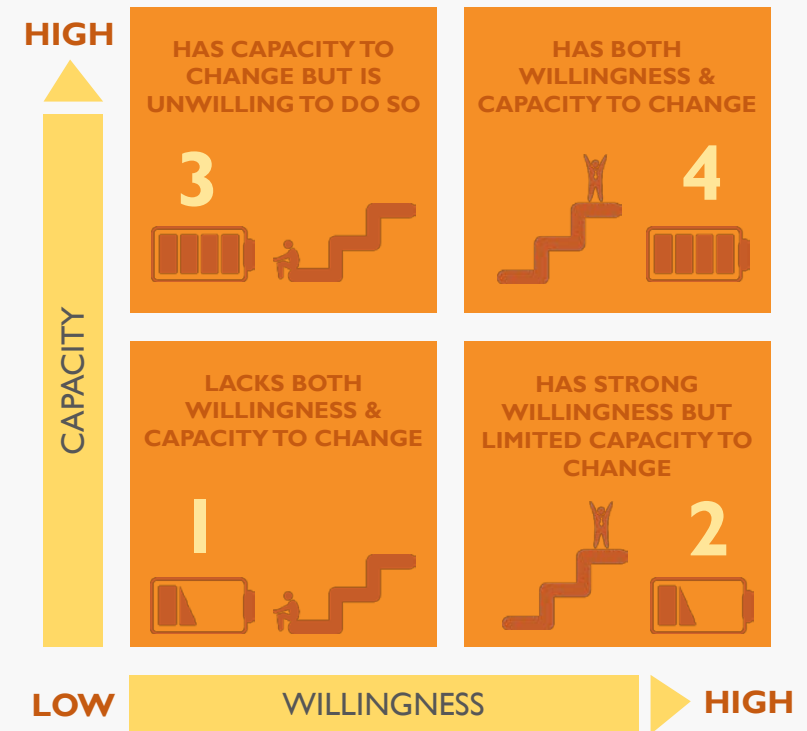 HIGH
HAS CAPACITY TO
CHANGE BUT IS
UNWILLING TO DO SO
3
HAS BOTH
WILLINGNESS &
CAPACITY TO CHANGE
4
CAPACITY
LACKS BOTH
WILLINGNESS &
CAPACITY TO CHANGE
1
HAS STRONG
WILLINGNESS BUT
LIMITED CAPACITY TO
CHANGE
2
LOW
WILLINGNESS
HIGH